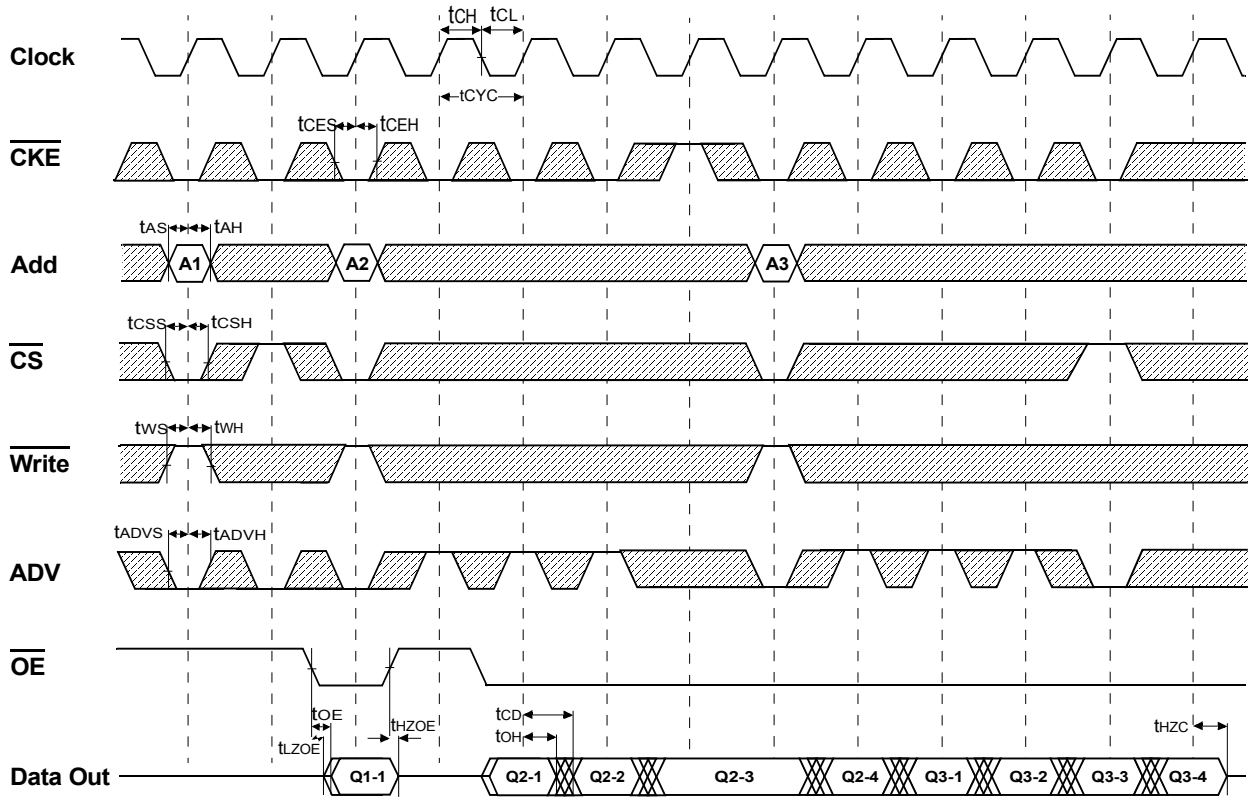 tCH tCL
Clock
tCYC
tCES tCEH
CKE
tAS tAH
Add A1 A2 A3
tCSS tCSH
CS
tWS tWH
Write
tADVS tADVH
ADV
OE
tOE tHZOE tCD tHZC
tLZOE tOH
Data Out Q1-1 Q2-1 Q2-2 Q2-3 Q2-4 Q3-1 Q3-2 Q3-3 Q3-4